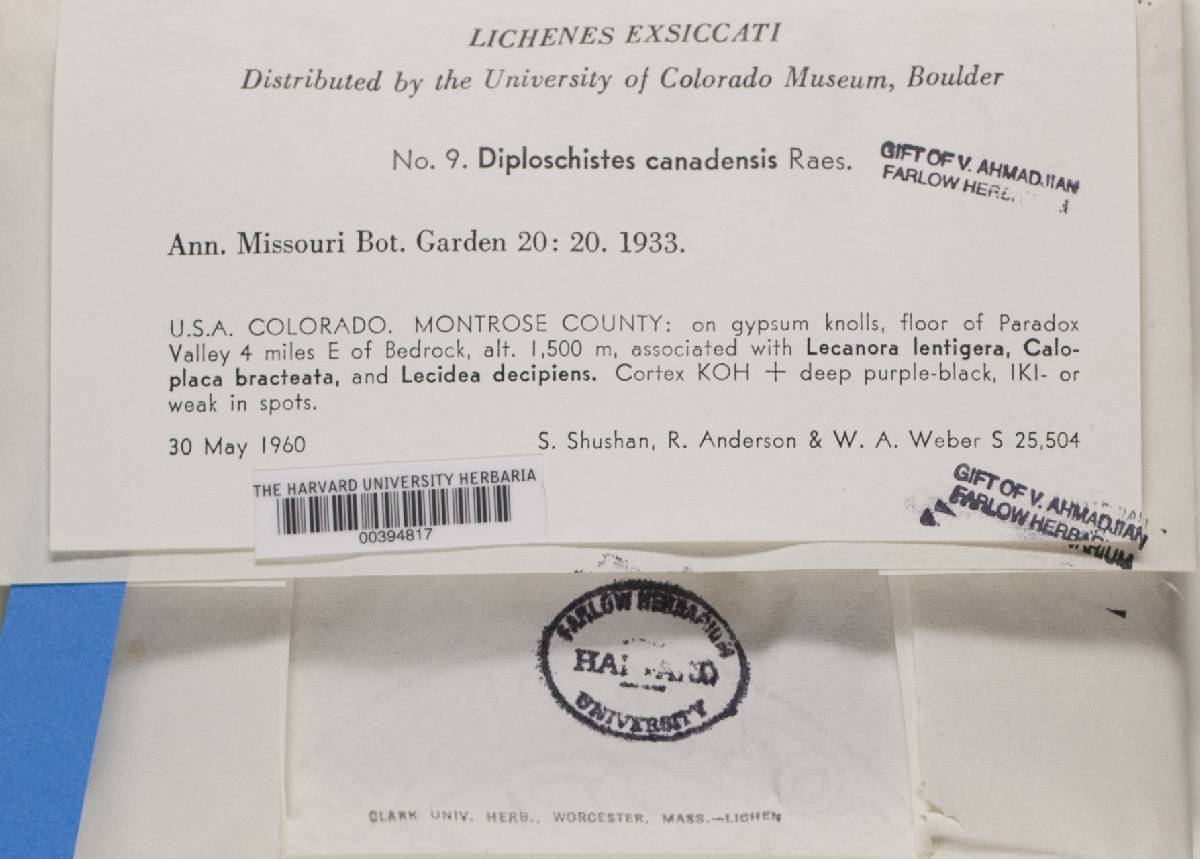 LICHENES EXSICCATI
Distributed by the University of Colorado Museum, Boulder
No. 9. Diploschistes canadensis Raes.
GIFT OF V. AHMADJIAN
FARLOW
Ann. Missouri Bot. Garden 20: 20. 1933.
U.S.A. COLORADO. MONTROSE COUNTY: on gypsum knolls, floor of Paradox
Valley 4 miles E of Bedrock, alt. 1,500 m, associated with Lecanora lentigera, Calo-
placa bracteata, and Lecidea decipiens. Cortex KOH + deep purple-black, IKI- or
weak in spots.
30 May 1960
S. Shushan, R. Anderson & W. A. Weber S 25,504
THE HARVARD UNIVERSITY HERBARIA
00394817
GIFT OF V. AHMADJIAN
FARLOW HERBARIUM
FARLOW HERBARIUM
UNIVERSITY
CLARK UNIV. HERB., WORCESTER, MASS.—LICHEN